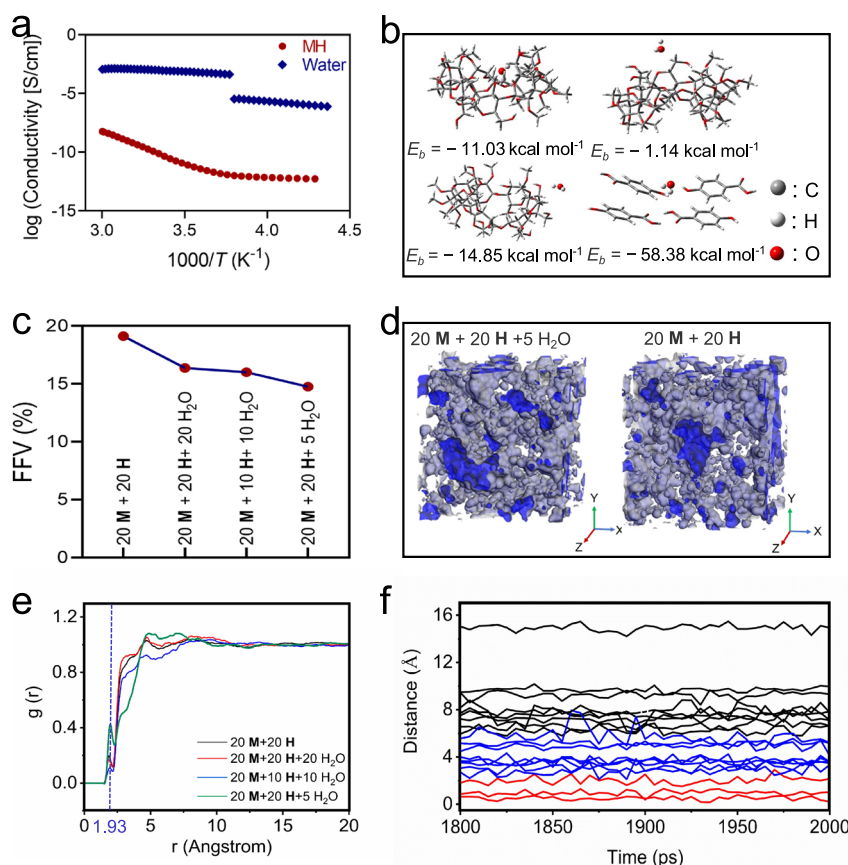 a
log (Conductivity [S/cm])
0
-5
-10
-15
3.0
3.5
4.0
4.5
1000/T (K⁻¹)
MH
Water
b
E_b = − 11.03 kcal mol⁻¹
E_b = − 1.14 kcal mol⁻¹
E_b = − 14.85 kcal mol⁻¹
E_b = − 58.38 kcal mol⁻¹
: C
: H
: O
c
FFV (%)
20
15
10
5
0
20 M + 20 H
20 M + 20 H+ 20 H₂O
20 M + 10 H+ 10 H₂O
20 M + 20 H+ 5 H₂O
d
20 M + 20 H +5 H₂O
20 M + 20 H
Y
X
Z
Y
X
Z
e
g (r)
1.2
0.8
0.4
0.0
0
5
10
15
20
1.93
r (Angstrom)
20 M+20 H
20 M+20 H+20 H₂O
20 M+10 H+10 H₂O
20 M+20 H+5 H₂O
f
Distance (Å)
16
12
8
4
0
1800
1850
1900
1950
2000
Time (ps)